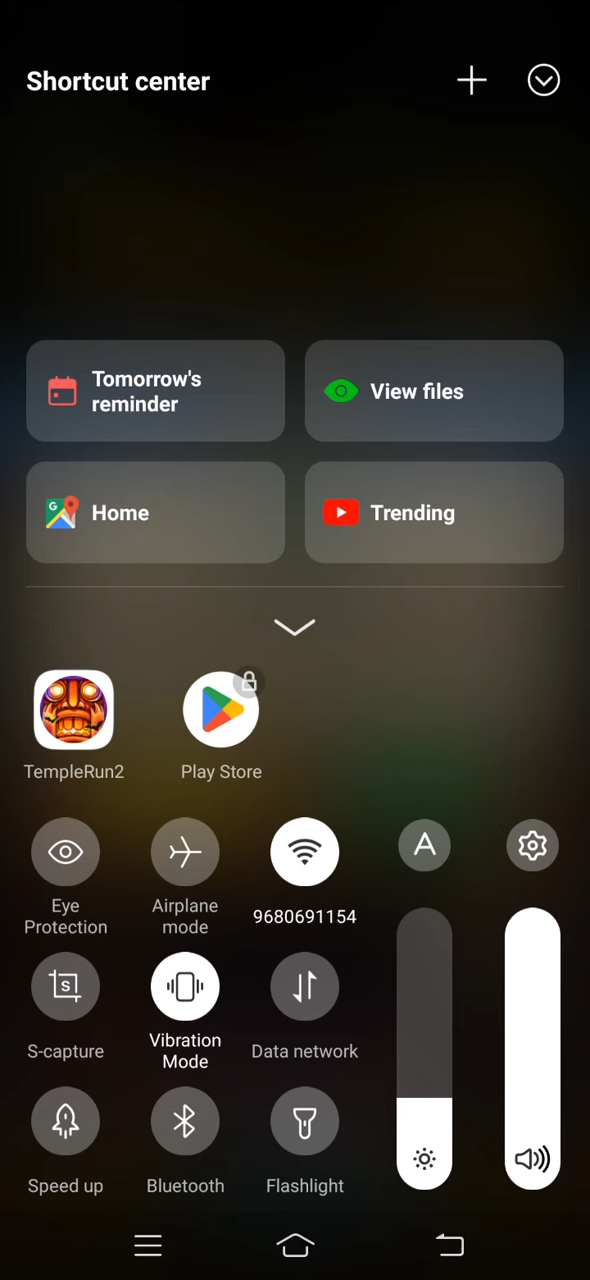 Shortcut center
Tomorrow's
reminder
View files
Home
Trending
TempleRun2
Play Store
Eye
Protection
Airplane
mode
9680691154
A
S-capture
Vibration
Mode
Data network
Speed up
Bluetooth
Flashlight